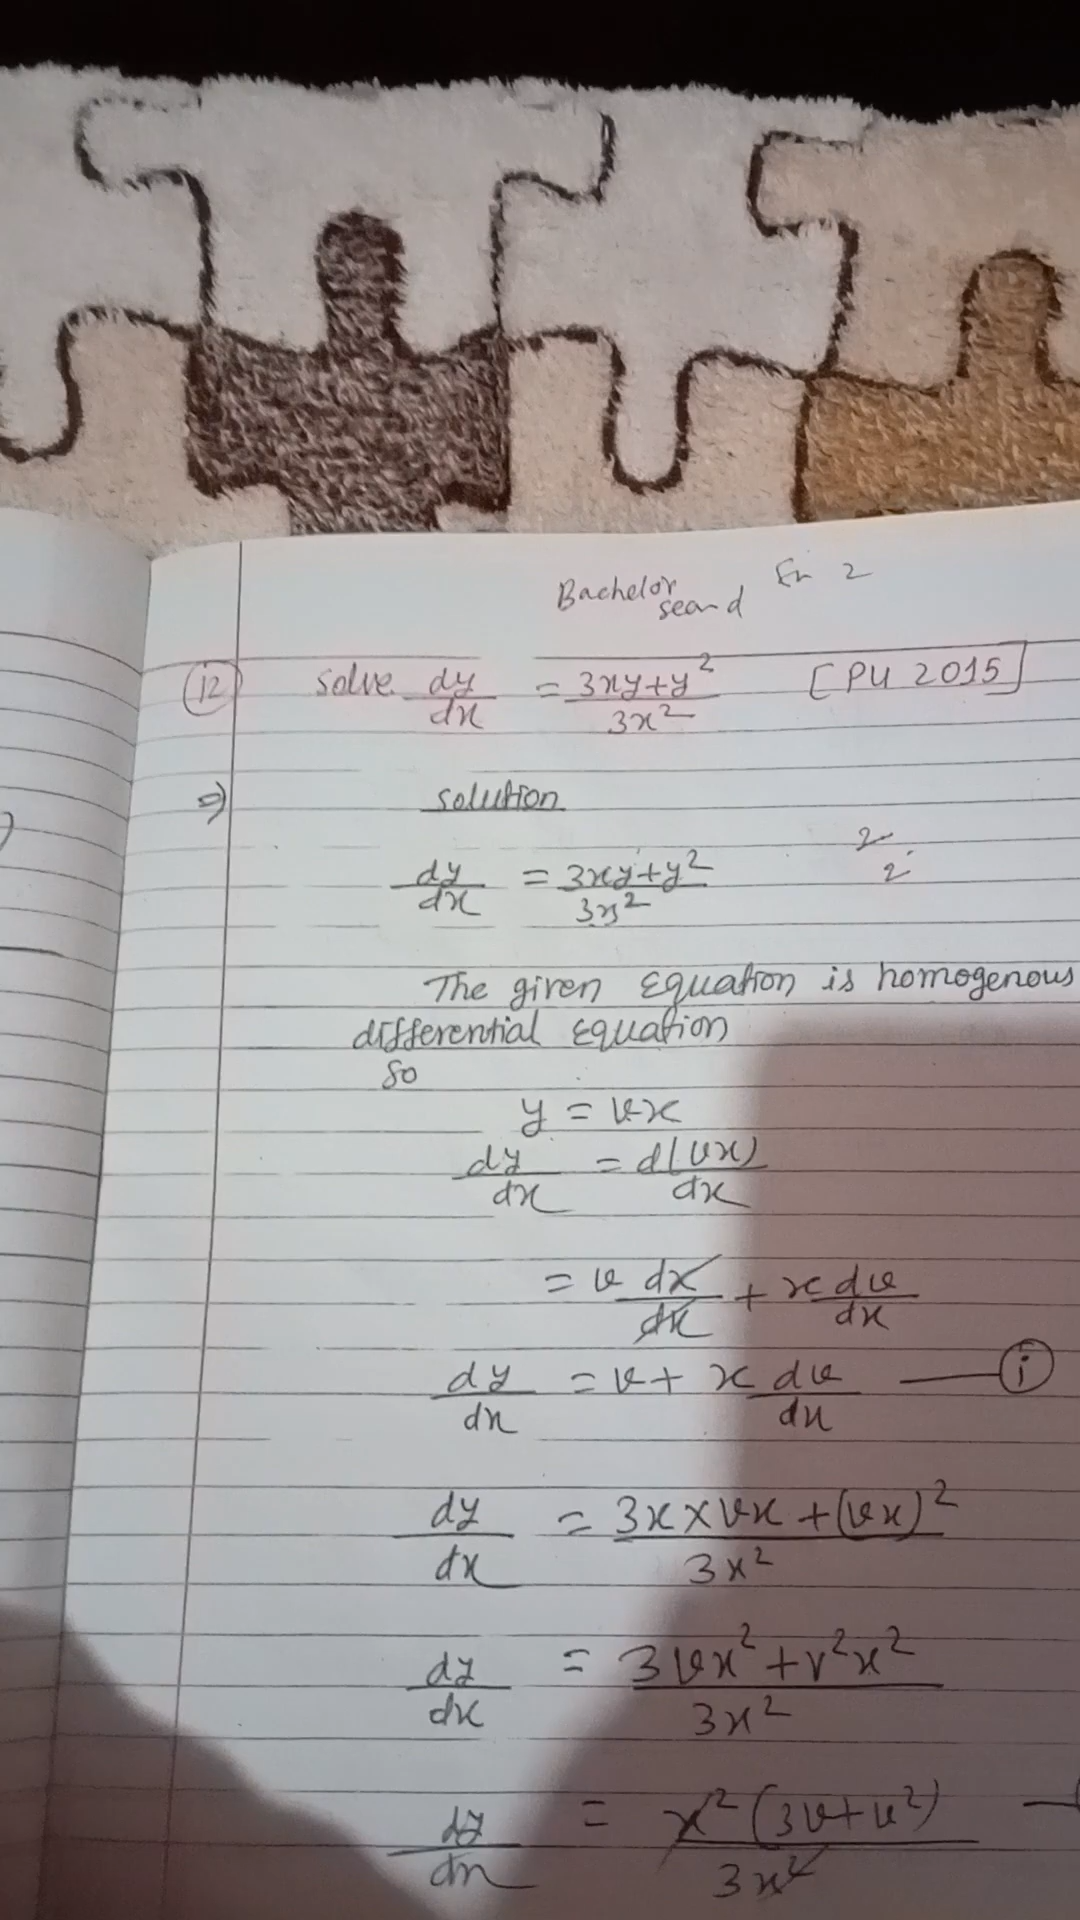 Bachelor
second Em 2
(12) Solve dy/dx = 3xy+y²/3x² [PU 2015]
=) solution
2
2
dy/dx = 3xy+y²/3x²
The given Equation is homogenous
differential Equation
So
y = vx
dy/dx = d(vx)/dx
= v dx/dx + x dv/dx
dy/dx = v + x dv/dx — (i)
dy/dx = 3x×vx+(vx)²/3x²
dy/dx = 3vx²+v²x²/3x²
dy/dx = x²(3v+v²)/3x² —